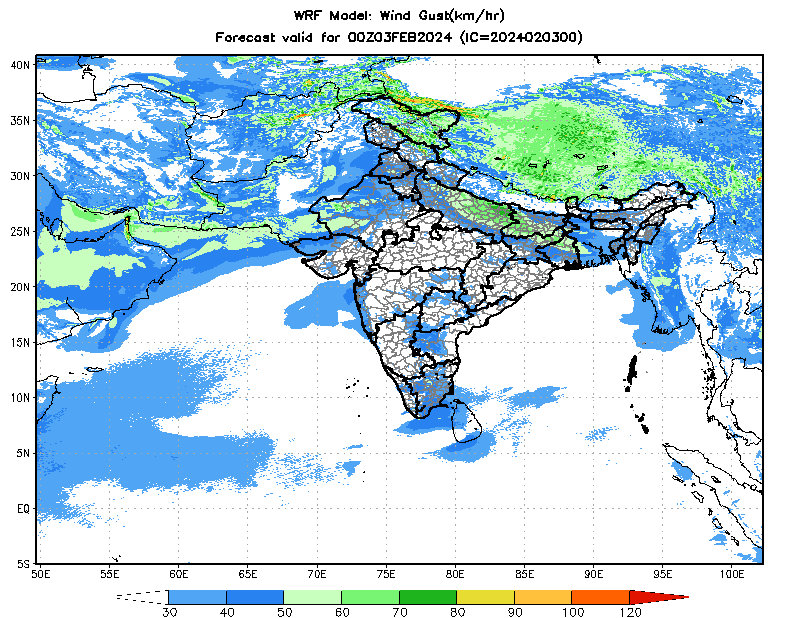 WRF Model: Wind Gust(km/hr)
Forecast valid for 00Z03FEB2024 (IC=2024020300)
40N
35N
30N
25N
20N
15N
10N
5N
EQ
5S
50E 55E 60E 65E 70E 75E 80E 85E 90E 95E 100E
30 40 50 60 70 80 90 100 120